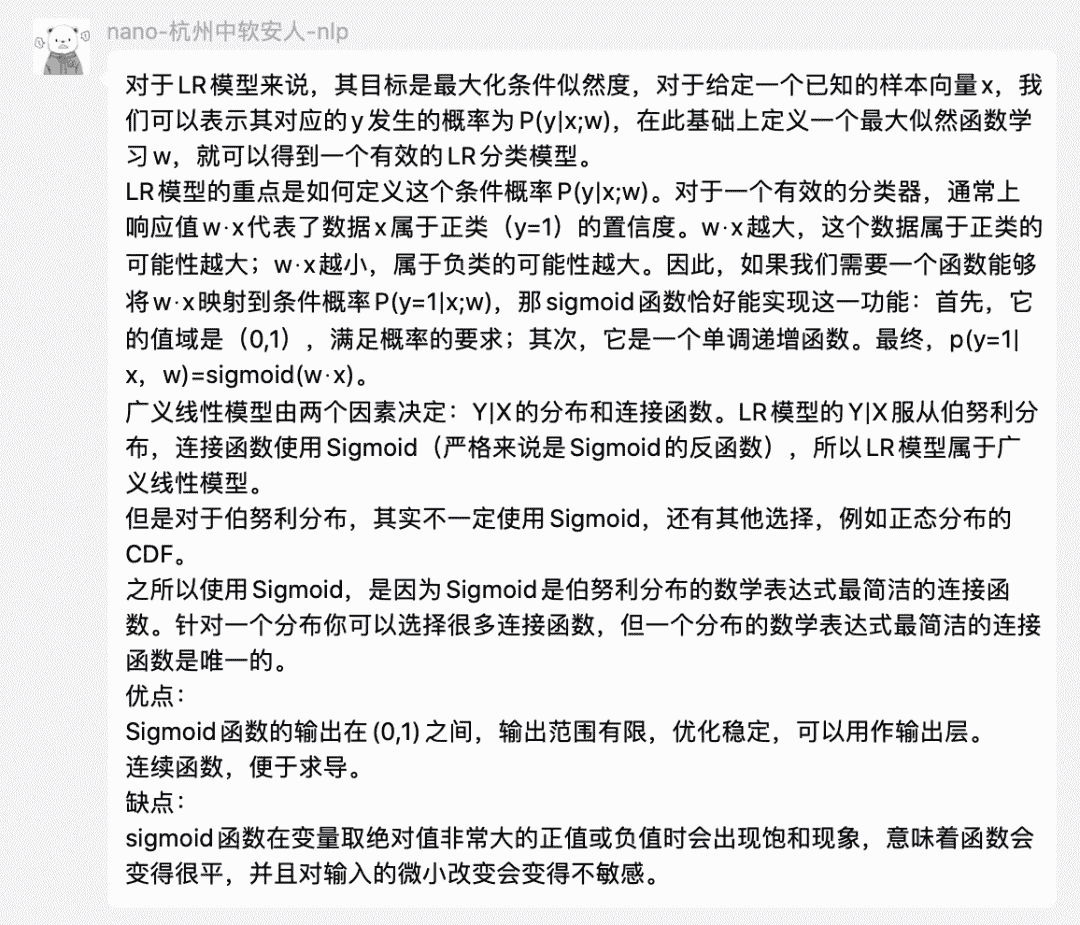 nano-杭州中软安人-nlp
对于LR模型来说，其目标是最大化条件似然度，对于给定一个已知的样本向量x，我
们可以表示其对应的y发生的概率为P(y|x;w)，在此基础上定义一个最大似然函数学
习w，就可以得到一个有效的LR分类模型。
LR模型的重点是如何定义这个条件概率P(y|x;w)。对于一个有效的分类器，通常上
响应值w·x代表了数据x属于正类（y=1）的置信度。w·x越大，这个数据属于正类的
可能性越大；w·x越小，属于负类的可能性越大。因此，如果我们需要一个函数能够
将w·x映射到条件概率P(y=1|x;w)，那sigmoid函数恰好能实现这一功能：首先，它
的值域是（0,1），满足概率的要求；其次，它是一个单调递增函数。最终，p(y=1|
x，w)=sigmoid(w·x)。
广义线性模型由两个因素决定：Y|X的分布和连接函数。LR模型的Y|X服从伯努利分
布，连接函数使用Sigmoid（严格来说是Sigmoid的反函数），所以LR模型属于广
义线性模型。
但是对于伯努利分布，其实不一定使用Sigmoid，还有其他选择，例如正态分布的
CDF。
之所以使用Sigmoid，是因为Sigmoid是伯努利分布的数学表达式最简洁的连接函
数。针对一个分布你可以选择很多连接函数，但一个分布的数学表达式最简洁的连接
函数是唯一的。
优点：
Sigmoid函数的输出在(0,1)之间，输出范围有限，优化稳定，可以用作输出层。
连续函数，便于求导。
缺点：
sigmoid函数在变量取绝对值非常大的正值或负值时会出现饱和现象，意味着函数会
变得很平，并且对输入的微小改变会变得不敏感。